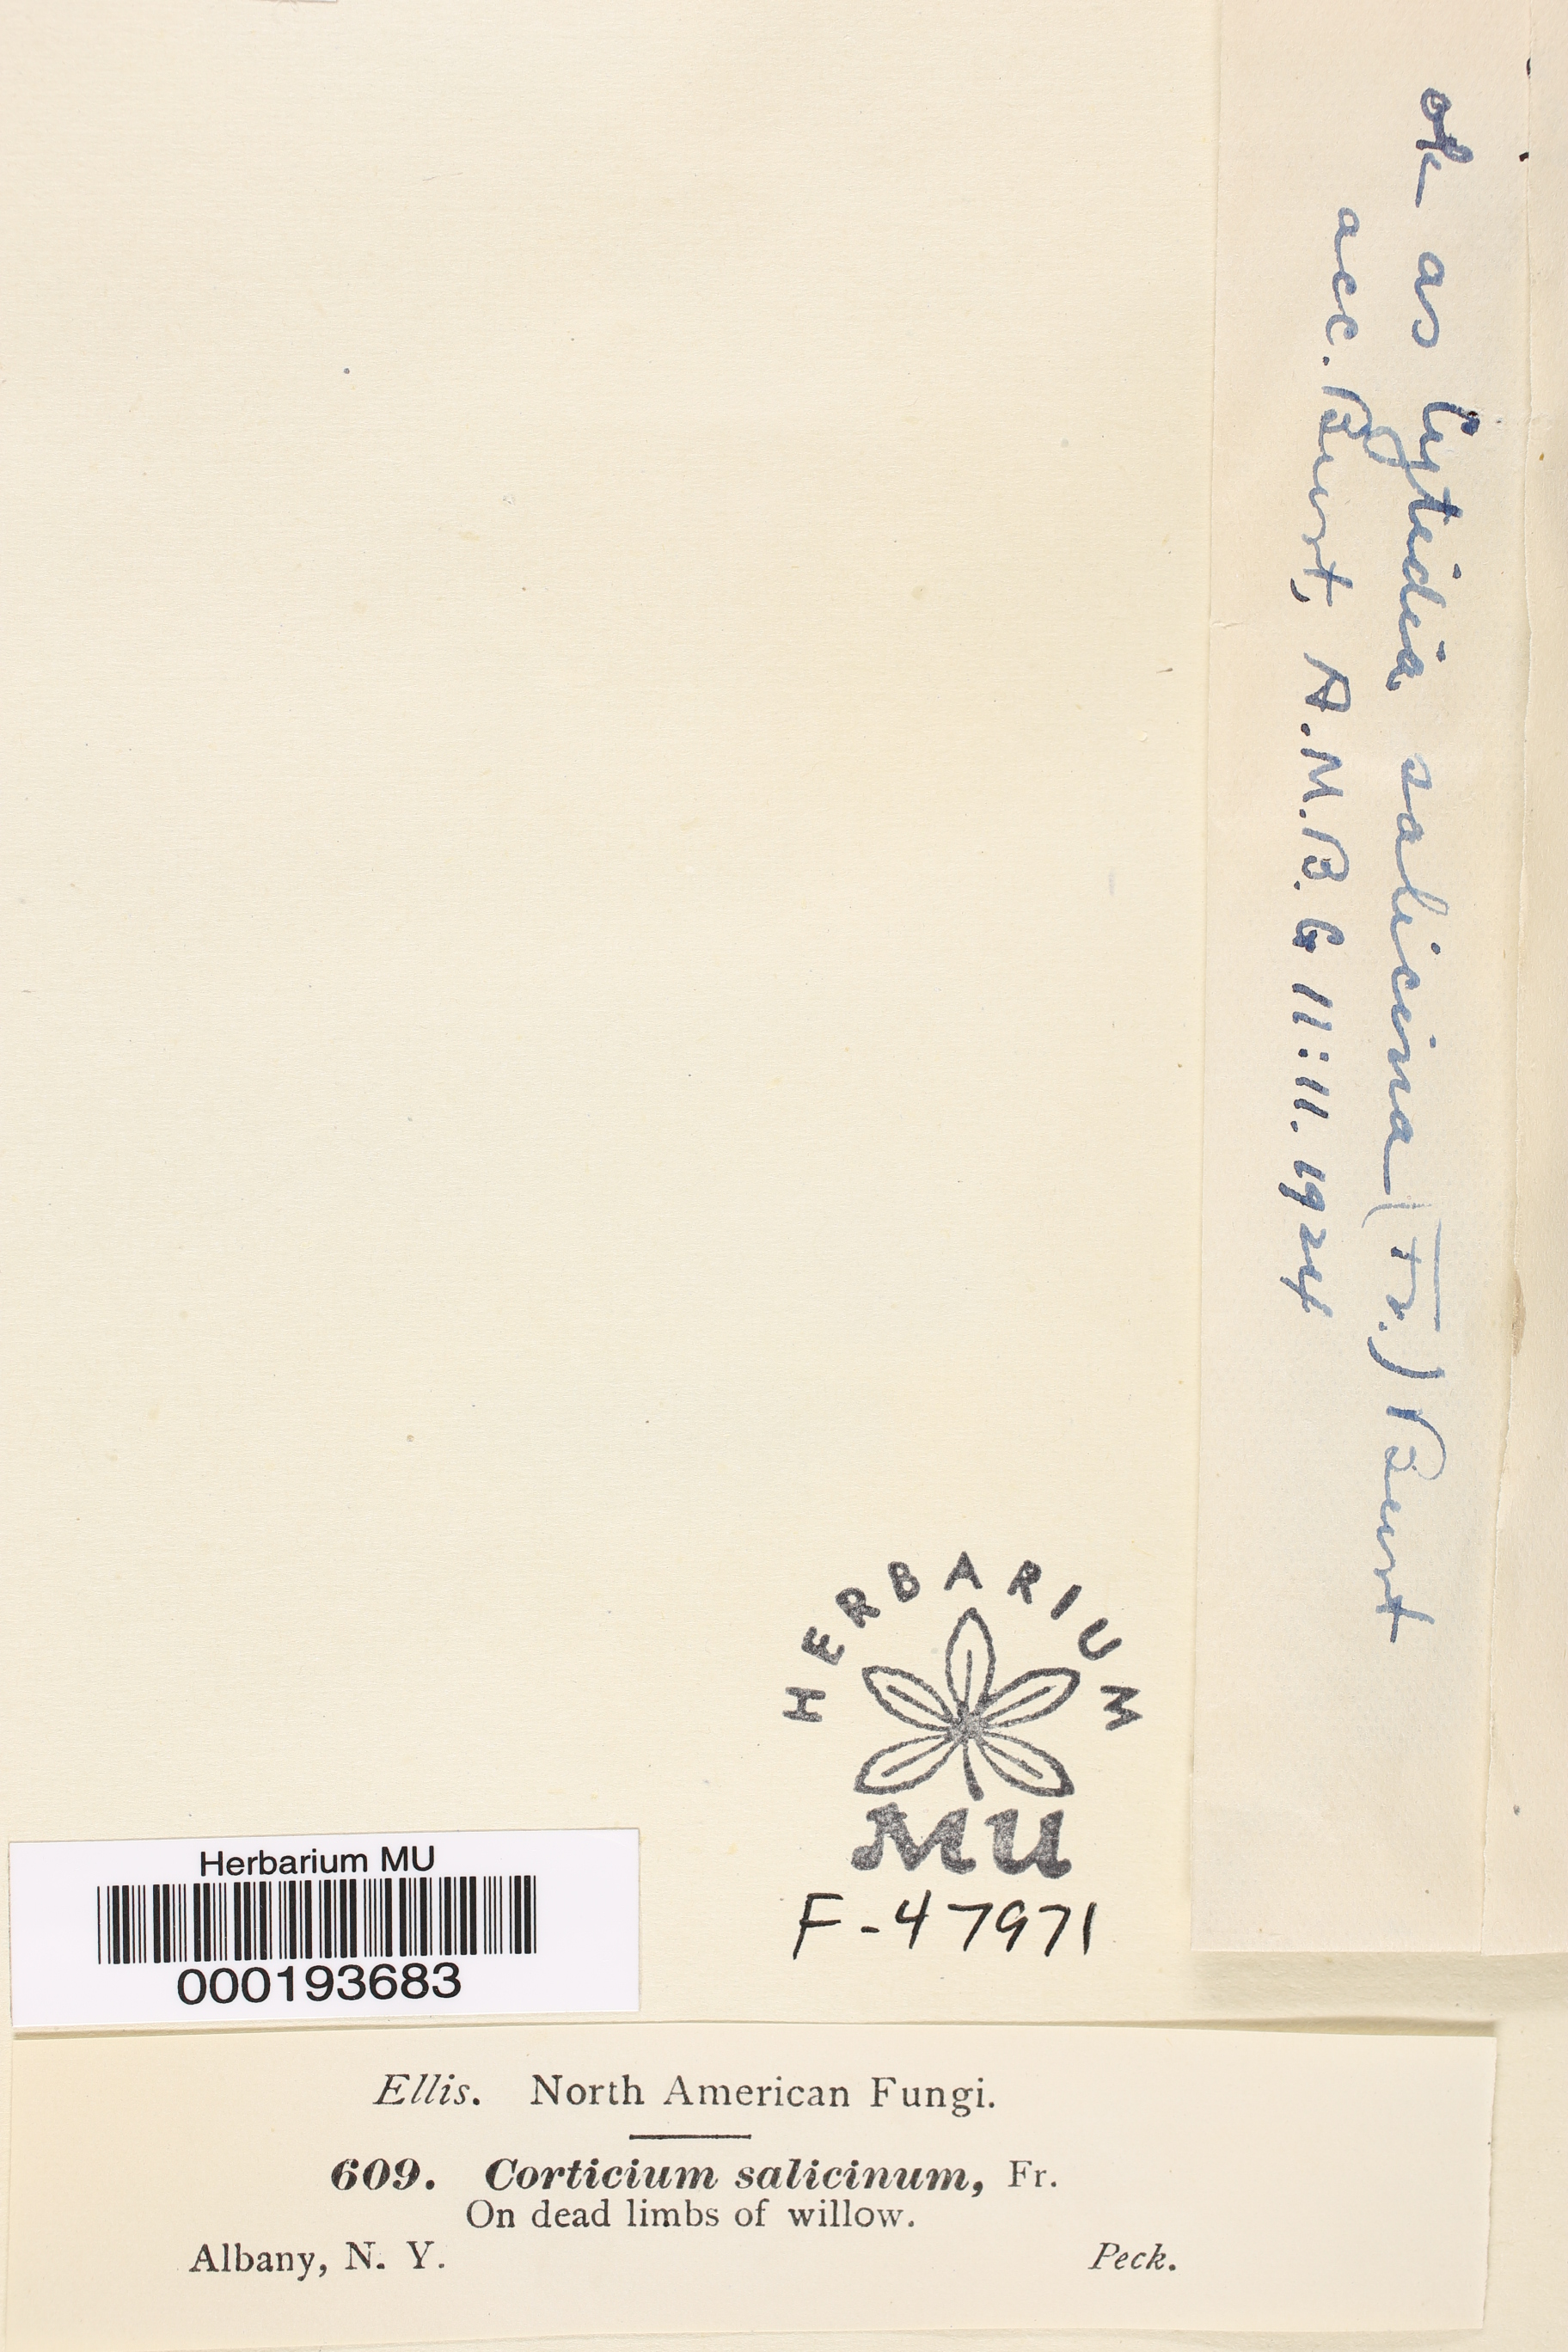 ok as Cytidia salicina (Fr.) Burt
acc. Burt, A.M.B.G 11:11. 1924
HERBARIUM
MU
F-47971
Herbarium MU
000193683
Ellis. North American Fungi.
609. Corticium salicinum, Fr.
On dead limbs of willow.
Albany, N. Y. Peck.